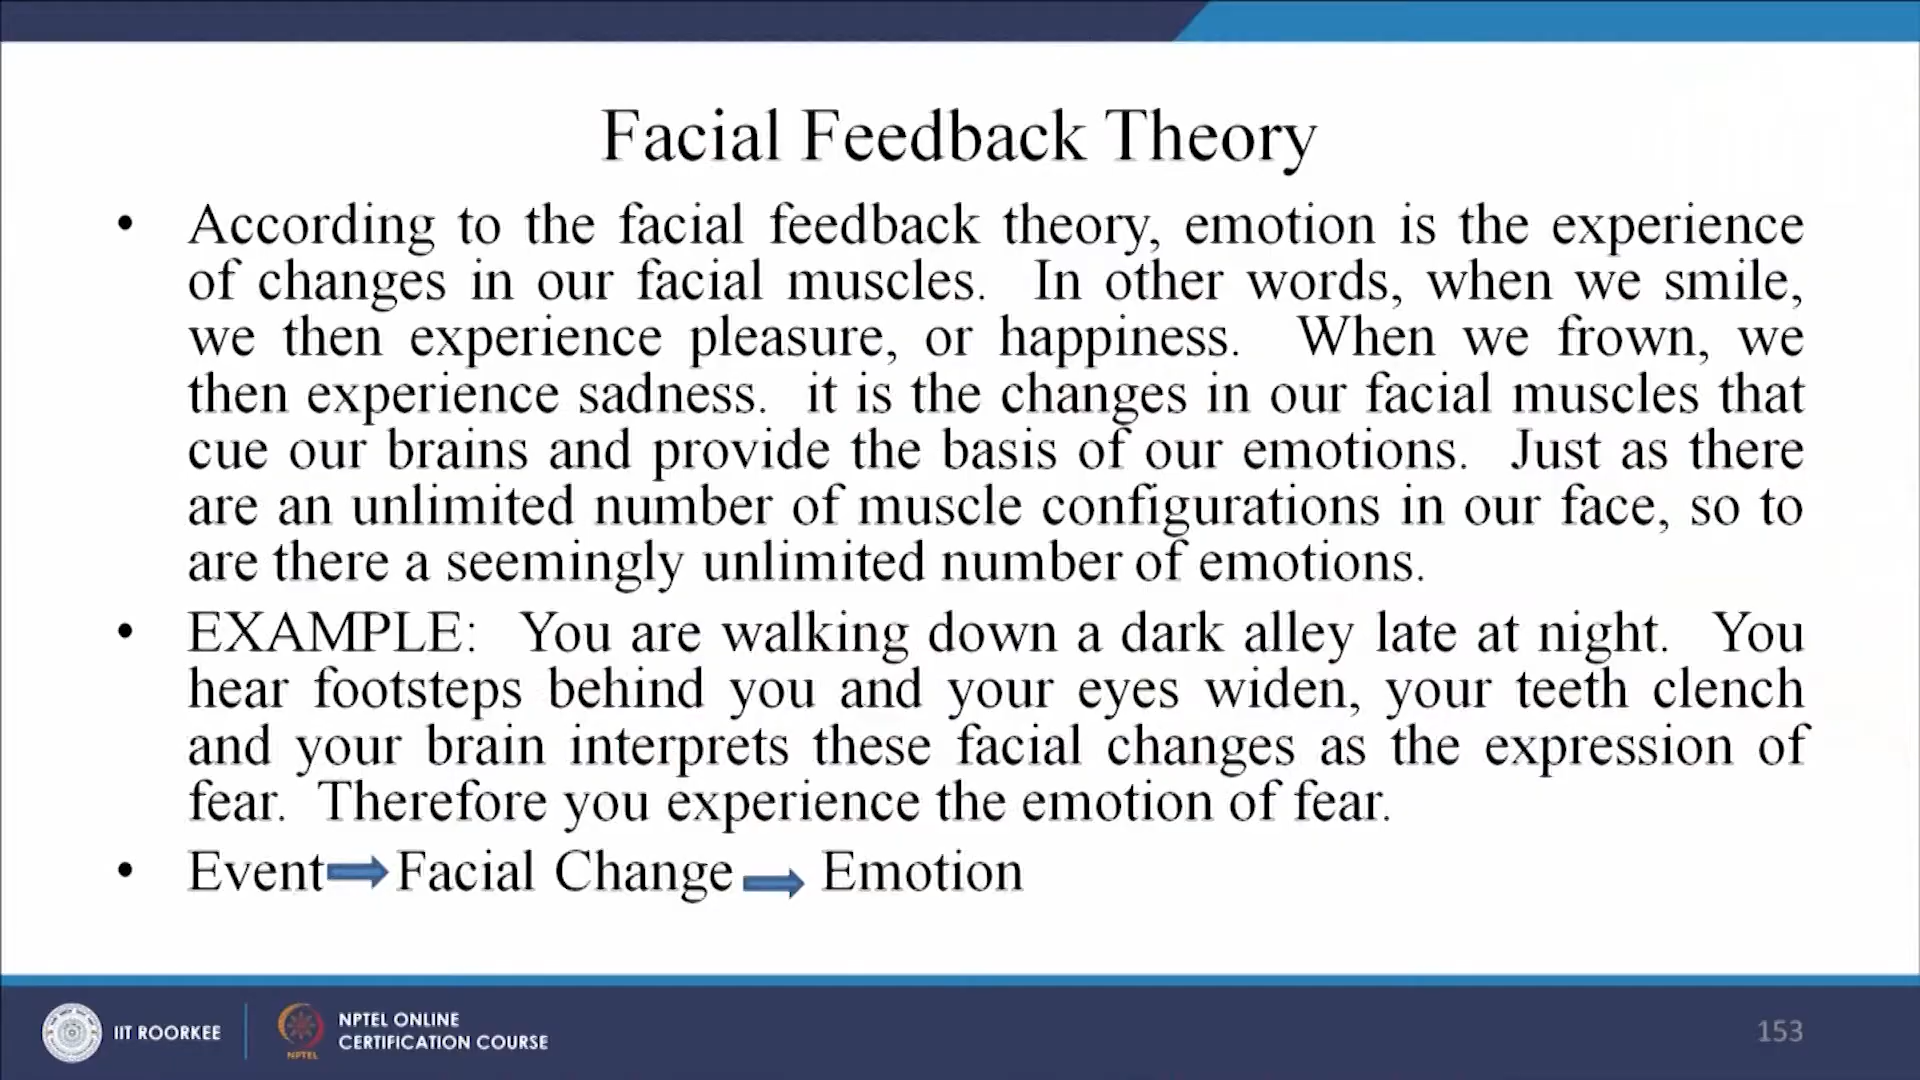 Facial Feedback Theory
• According to the facial feedback theory, emotion is the experience
of changes in our facial muscles. In other words, when we smile,
we then experience pleasure, or happiness. When we frown, we
then experience sadness. it is the changes in our facial muscles that
cue our brains and provide the basis of our emotions. Just as there
are an unlimited number of muscle configurations in our face, so to
are there a seemingly unlimited number of emotions.
• EXAMPLE: You are walking down a dark alley late at night. You
hear footsteps behind you and your eyes widen, your teeth clench
and your brain interprets these facial changes as the expression of
fear. Therefore you experience the emotion of fear.
• Event Facial Change Emotion
IIT ROORKEE
NPTEL
NPTEL ONLINE
CERTIFICATION COURSE
153